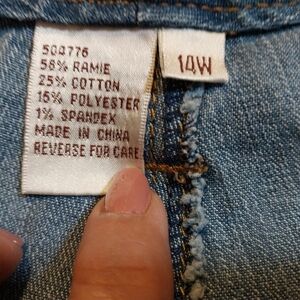 504776
58% RAMIE
25% COTTON
15% POLYESTER
1% SPANDEX
MADE IN CHINA
REVERSE FOR CARE
14W